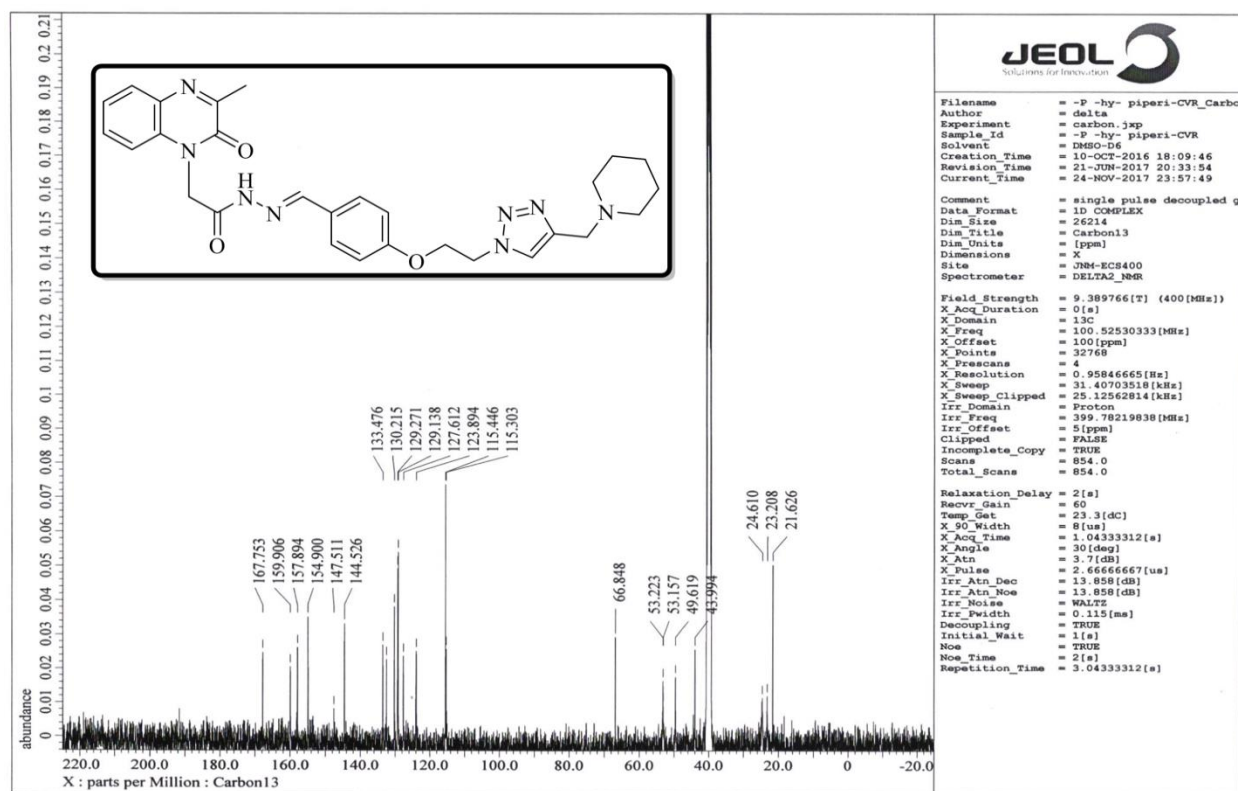 JEOL
Solutions for Innovation
Filename = -P -hy- piperi-CVR_Carbo
Author = delta
Experiment = carbon.jxp
Sample_Id = -P -hy- piperi-CVR
Solvent = DMSO-D6
Creation_Time = 10-OCT-2016 18:09:46
Revision_Time = 21-JUN-2017 20:33:54
Current_Time = 24-NOV-2017 23:57:49
Comment = single pulse decoupled g
Data_Format = 1D COMPLEX
Dim_Size = 26214
Dim_Title = Carbon13
Dim_Units = [ppm]
Dimensions = X
Site = JNM-ECS400
Spectrometer = DELTA2_NMR
Field_Strength = 9.389766[T] (400[MHz])
X_Acq_Duration = 0[s]
X_Domain = 13C
X_Freq = 100.52530333[MHz]
X_Offset = 100[ppm]
X_Points = 32768
X_Prescans = 4
X_Resolution = 0.95846665[Hz]
X_Sweep = 31.40703518[kHz]
X_Sweep_Clipped = 25.12562814[kHz]
Irr_Domain = Proton
Irr_Freq = 399.78219838[MHz]
Irr_Offset = 5[ppm]
Clipped = FALSE
Incomplete_Copy = TRUE
Scans = 854.0
Total_Scans = 854.0
Relaxation_Delay = 2[s]
Recvr_Gain = 60
Temp_Get = 23.3[dC]
X_90_Width = 8[us]
X_Acq_Time = 1.04333312[s]
X_Angle = 30[deg]
X_Atn = 3.7[dB]
X_Pulse = 2.66666667[us]
Irr_Atn_Dec = 13.858[dB]
Irr_Atn_Noe = 13.858[dB]
Irr_Noise = WALTZ
Irr_Pwidth = 0.115[ms]
Decoupling = TRUE
Initial_Wait = 1[s]
Noe = TRUE
Noe_Time = 2[s]
Repetition_Time = 3.04333312[s]
0.21
0.2
0.19
0.18
0.17
0.16
0.15
0.14
0.13
0.12
0.11
0.1
0.09
0.08
0.07
0.06
0.05
0.04
0.03
0.02
0.01
0
abundance
N
O
N
O
H
N
N
O
N=N
N
N
167.753
159.906
157.894
154.900
147.511
144.526
133.476
130.215
129.271
129.138
127.612
123.894
115.446
115.303
66.848
53.223
53.157
49.619
43.994
24.610
23.208
21.626
220.0 200.0 180.0 160.0 140.0 120.0 100.0 80.0 60.0 40.0 20.0 0 -20.0
X : parts per Million : Carbon13